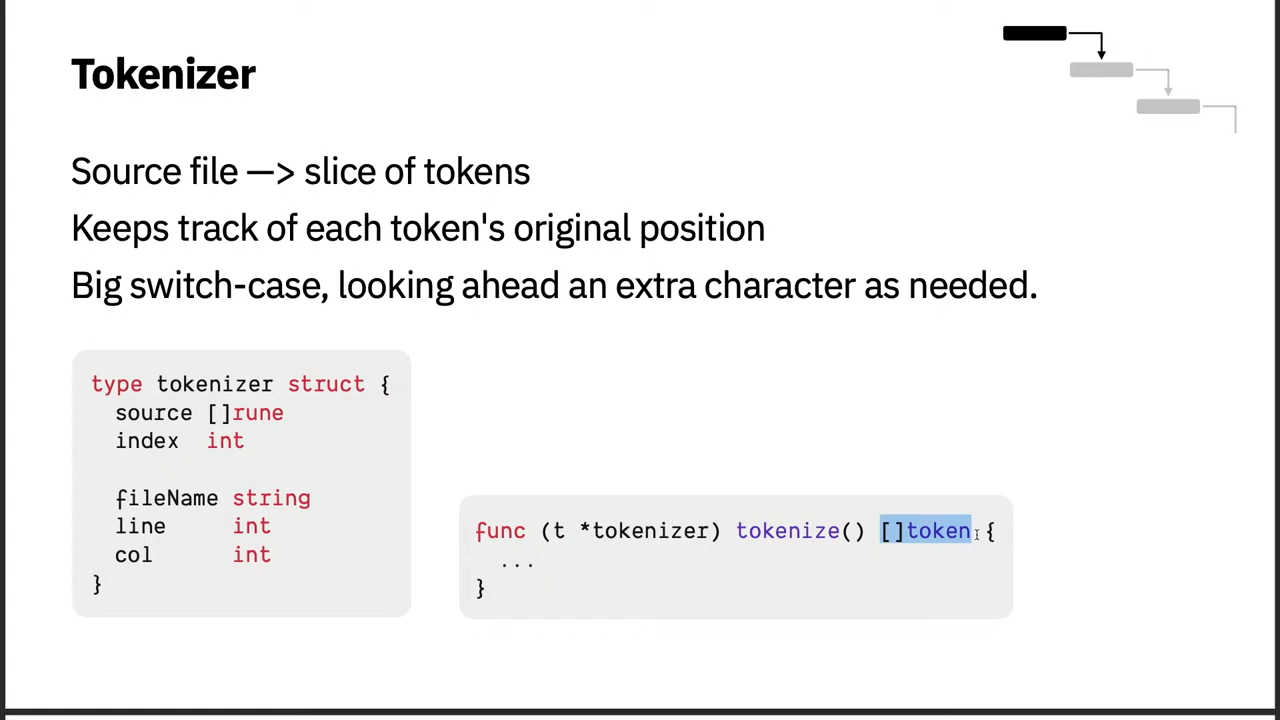 Tokenizer
Source file —> slice of tokens
Keeps track of each token's original position
Big switch-case, looking ahead an extra character as needed.
type tokenizer struct {
  source []rune
  index  int

  fileName string
  line     int
  col      int
}
func (t *tokenizer) tokenize() []token {
  ...
}